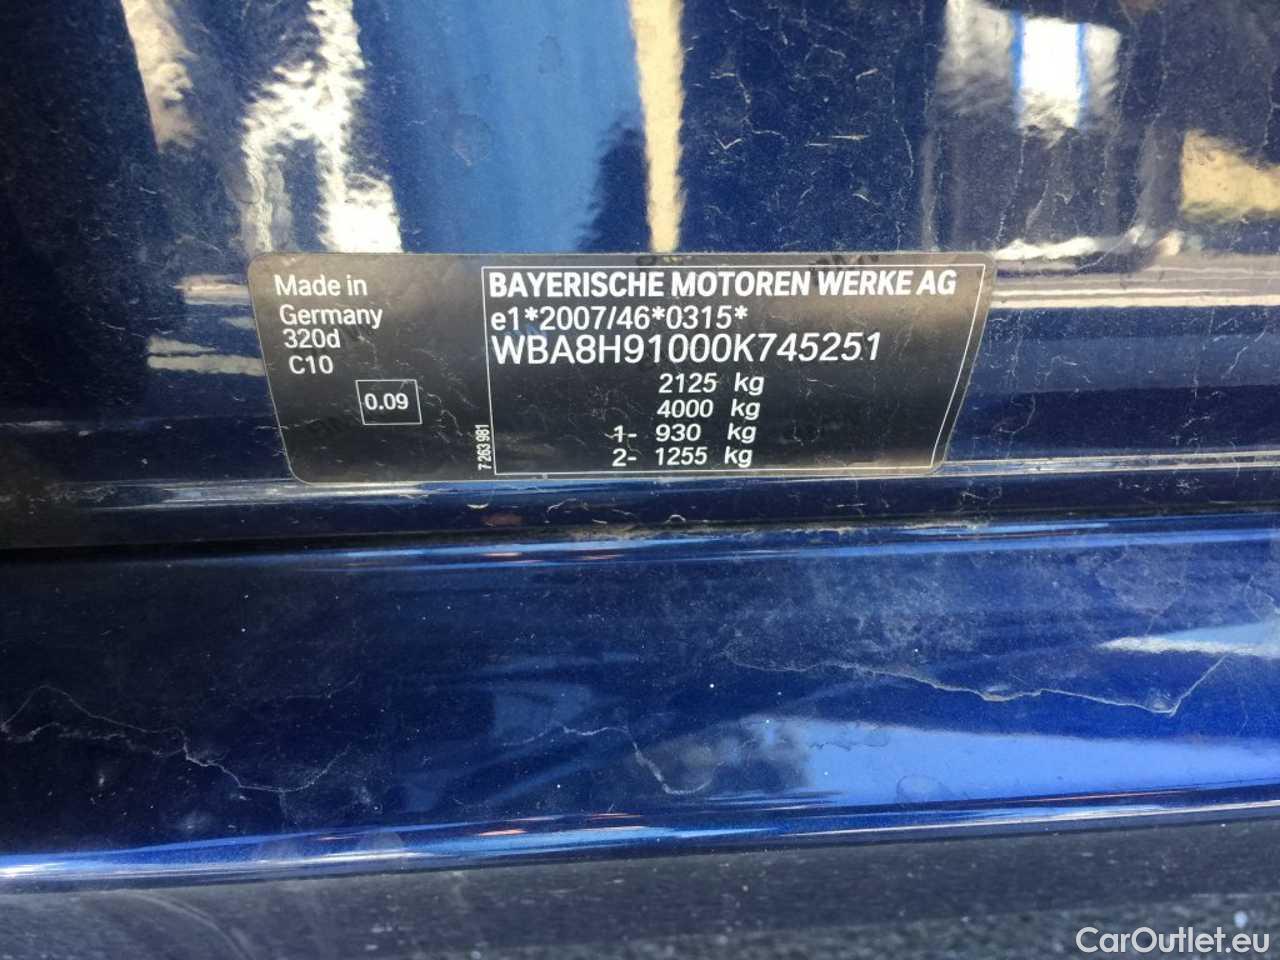 Made in
Germany
320d
C10
0.09
7 263 981
BAYERISCHE MOTOREN WERKE AG
e1*2007/46*0315*
WBA8H91000K745251
2125 kg
4000 kg
1- 930 kg
2- 1255 kg
CarOutlet.eu